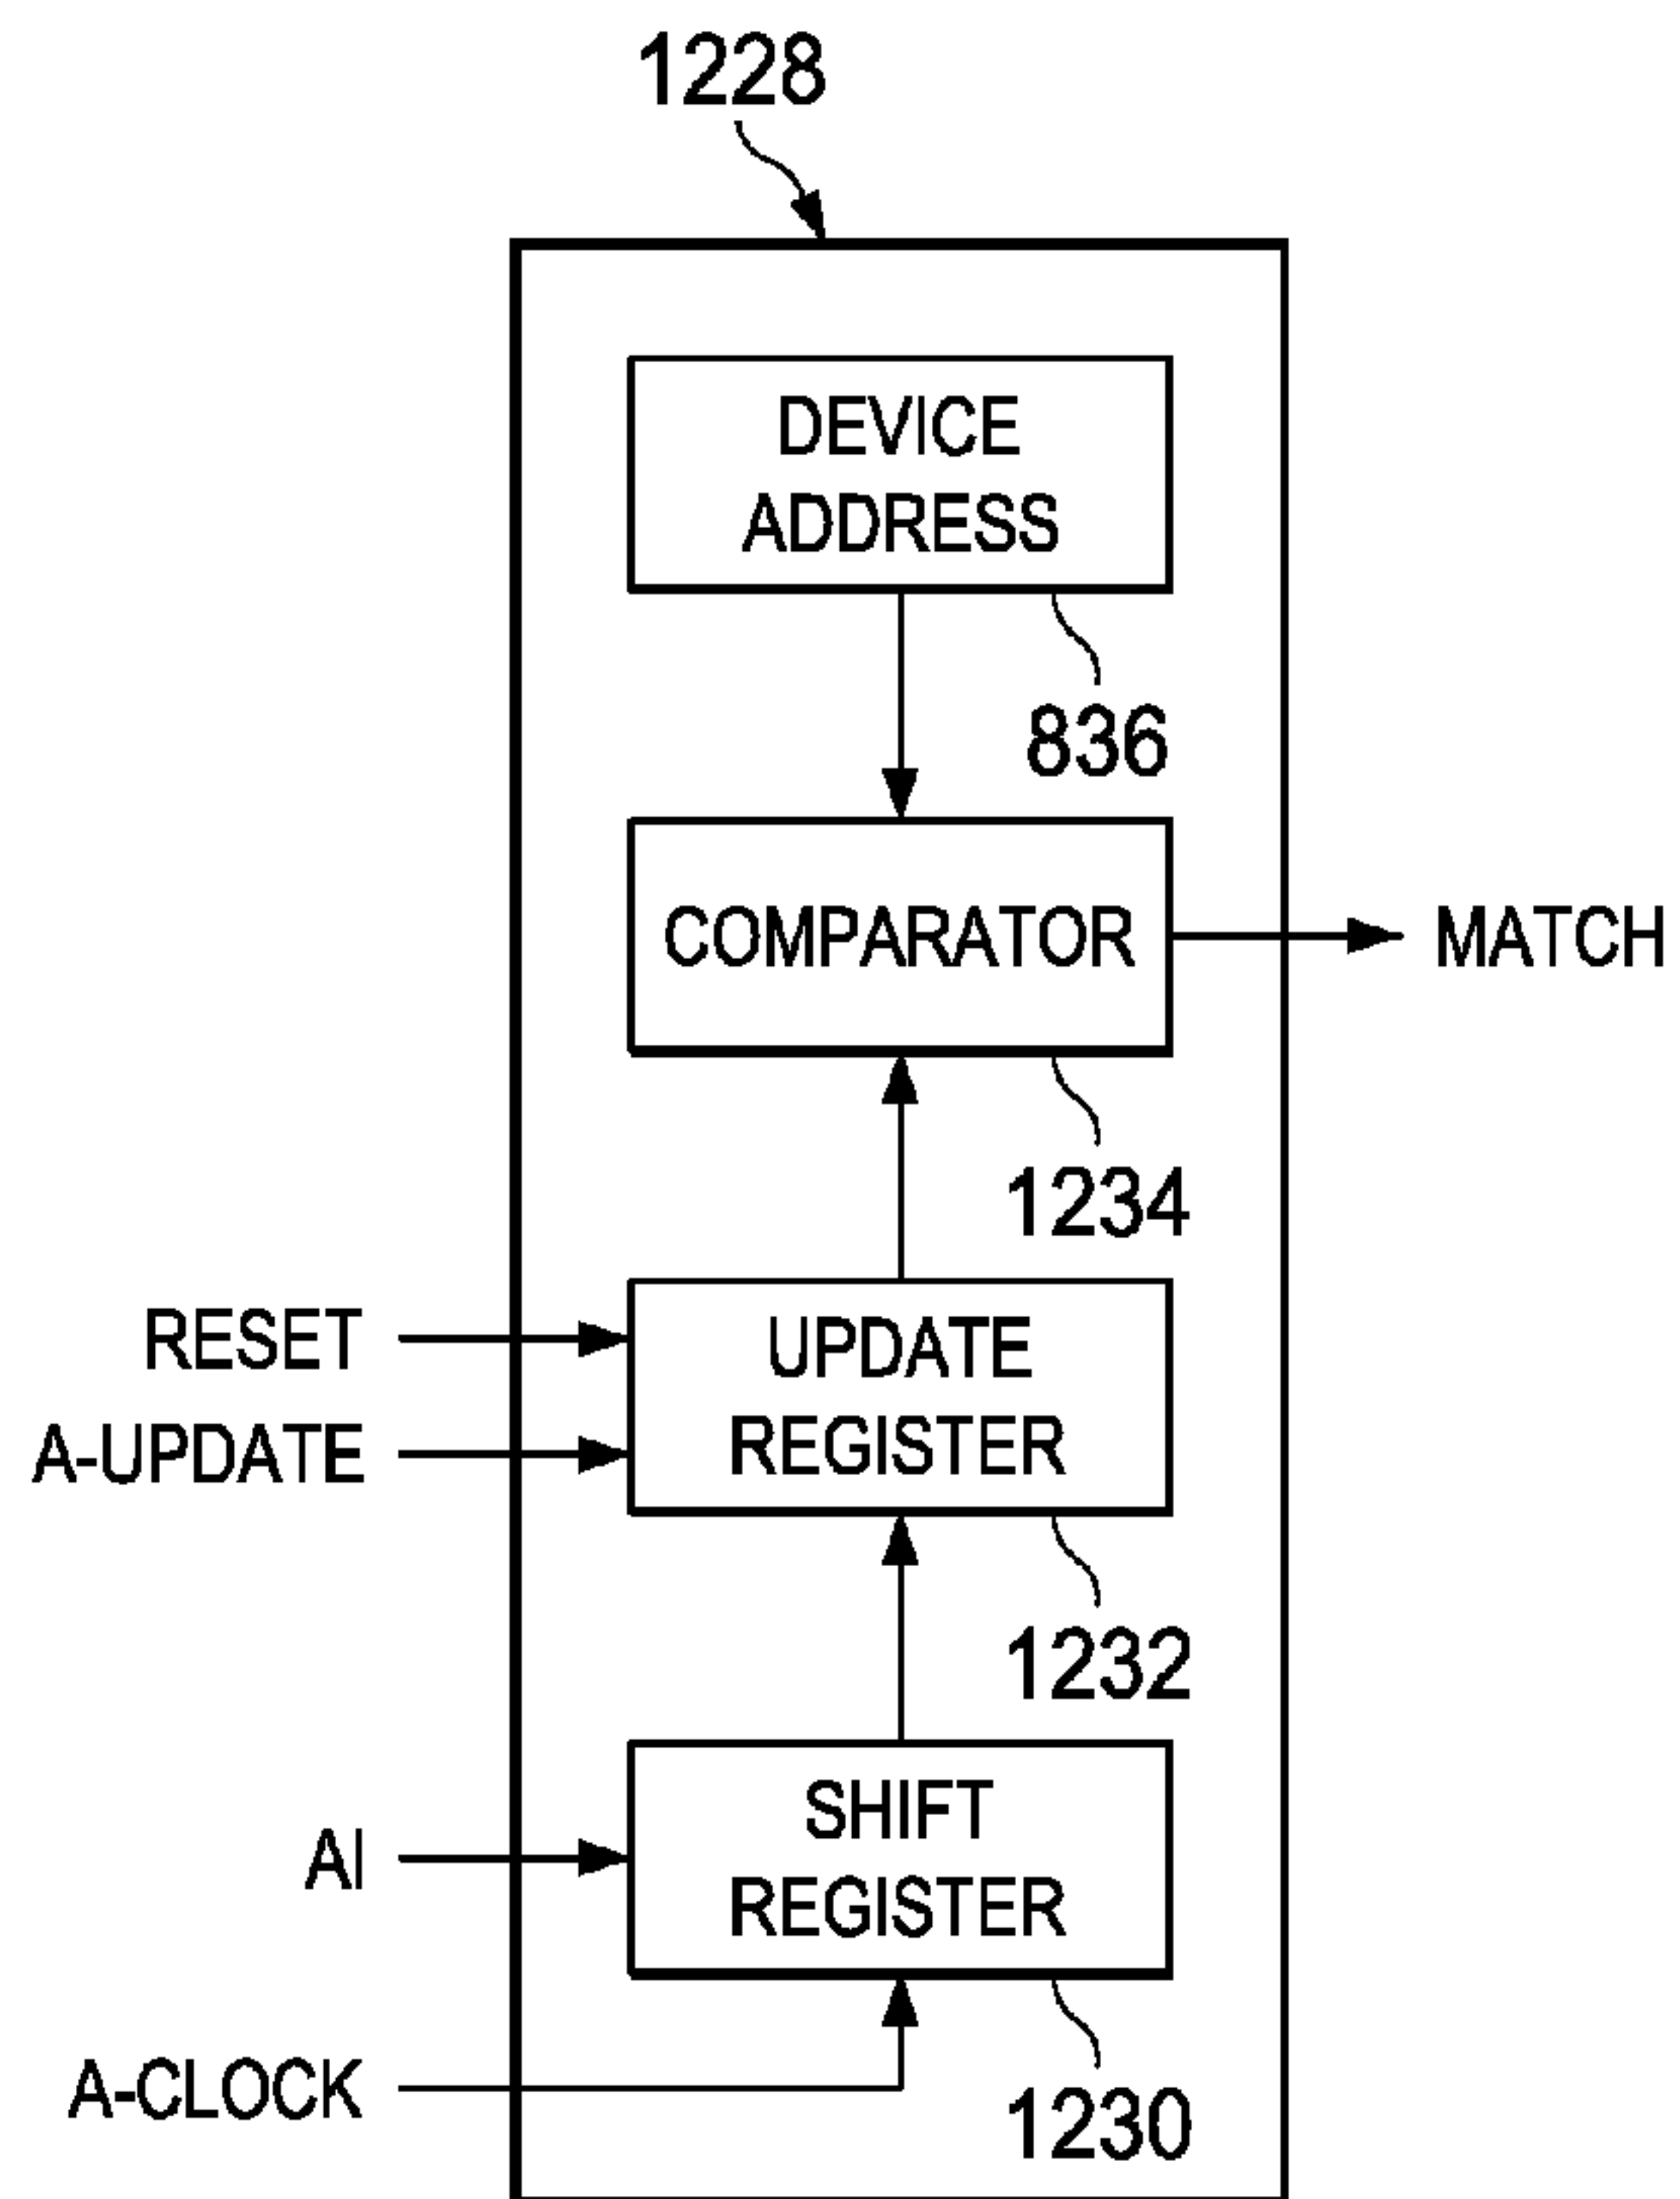 1228
DEVICE
ADDRESS
836
COMPARATOR
MATCH
1234
RESET
A-UPDATE
UPDATE
REGISTER
1232
AI
SHIFT
REGISTER
A-CLOCK
1230